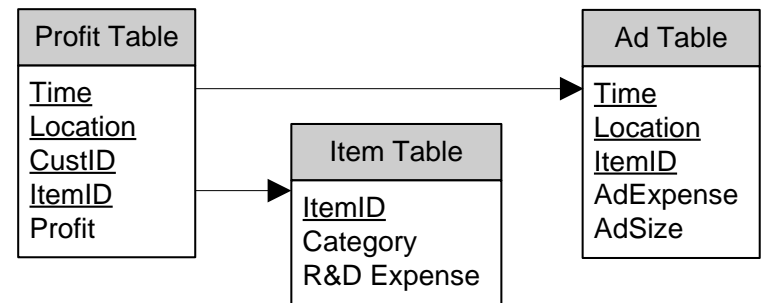 Profit Table
Time
Location
CustID
ItemID
Profit
Item Table
ItemID
Category
R&D Expense
Ad Table
Time
Location
ItemID
AdExpense
AdSize